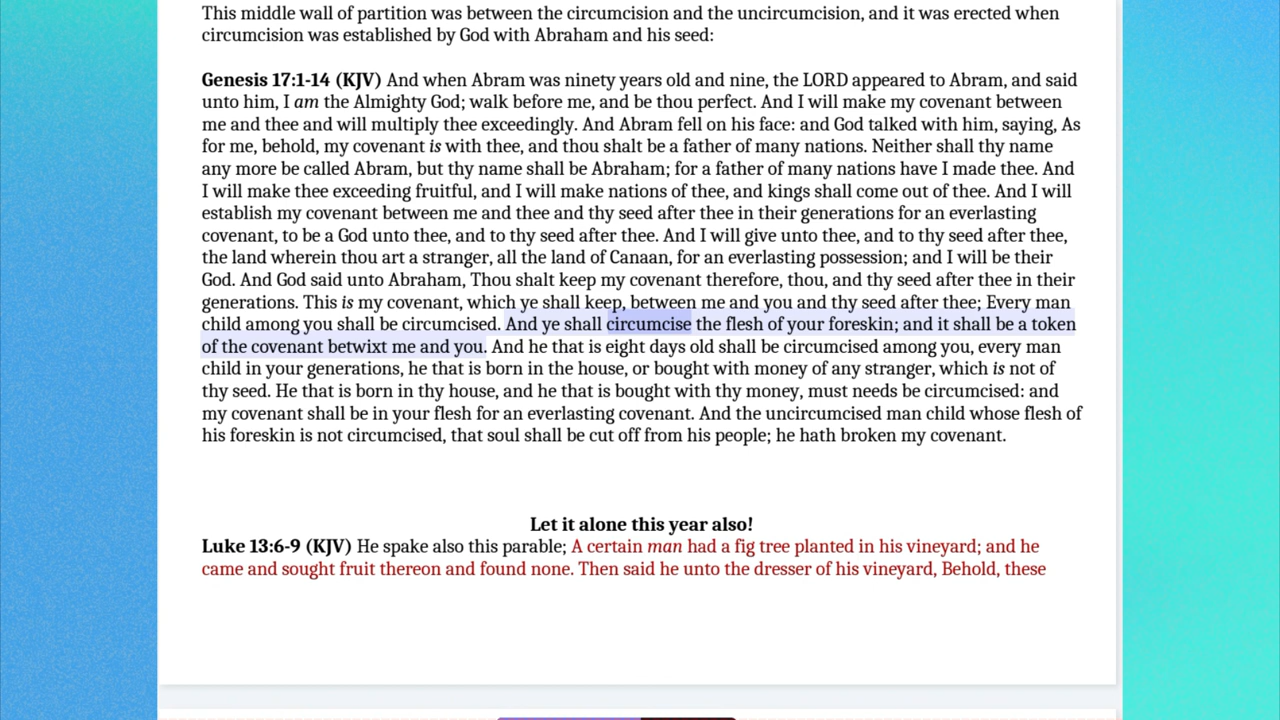 This middle wall of partition was between the circumcision and the uncircumcision, and it was erected when
circumcision was established by God with Abraham and his seed:
Genesis 17:1-14 (KJV) And when Abram was ninety years old and nine, the LORD appeared to Abram, and said
unto him, I am the Almighty God; walk before me, and be thou perfect. And I will make my covenant between
me and thee and will multiply thee exceedingly. And Abram fell on his face: and God talked with him, saying, As
for me, behold, my covenant is with thee, and thou shalt be a father of many nations. Neither shall thy name
any more be called Abram, but thy name shall be Abraham; for a father of many nations have I made thee. And
I will make thee exceeding fruitful, and I will make nations of thee, and kings shall come out of thee. And I will
establish my covenant between me and thee and thy seed after thee in their generations for an everlasting
covenant, to be a God unto thee, and to thy seed after thee. And I will give unto thee, and to thy seed after thee,
the land wherein thou art a stranger, all the land of Canaan, for an everlasting possession; and I will be their
God. And God said unto Abraham, Thou shalt keep my covenant therefore, thou, and thy seed after thee in their
generations. This is my covenant, which ye shall keep, between me and you and thy seed after thee; Every man
child among you shall be circumcised. And ye shall circumcise the flesh of your foreskin; and it shall be a token
of the covenant betwixt me and you. And he that is eight days old shall be circumcised among you, every man
child in your generations, he that is born in the house, or bought with money of any stranger, which is not of
thy seed. He that is born in thy house, and he that is bought with thy money, must needs be circumcised: and
my covenant shall be in your flesh for an everlasting covenant. And the uncircumcised man child whose flesh of
his foreskin is not circumcised, that soul shall be cut off from his people; he hath broken my covenant.
Let it alone this year also!
Luke 13:6-9 (KJV) He spake also this parable; A certain man had a fig tree planted in his vineyard; and he
came and sought fruit thereon and found none. Then said he unto the dresser of his vineyard, Behold, these